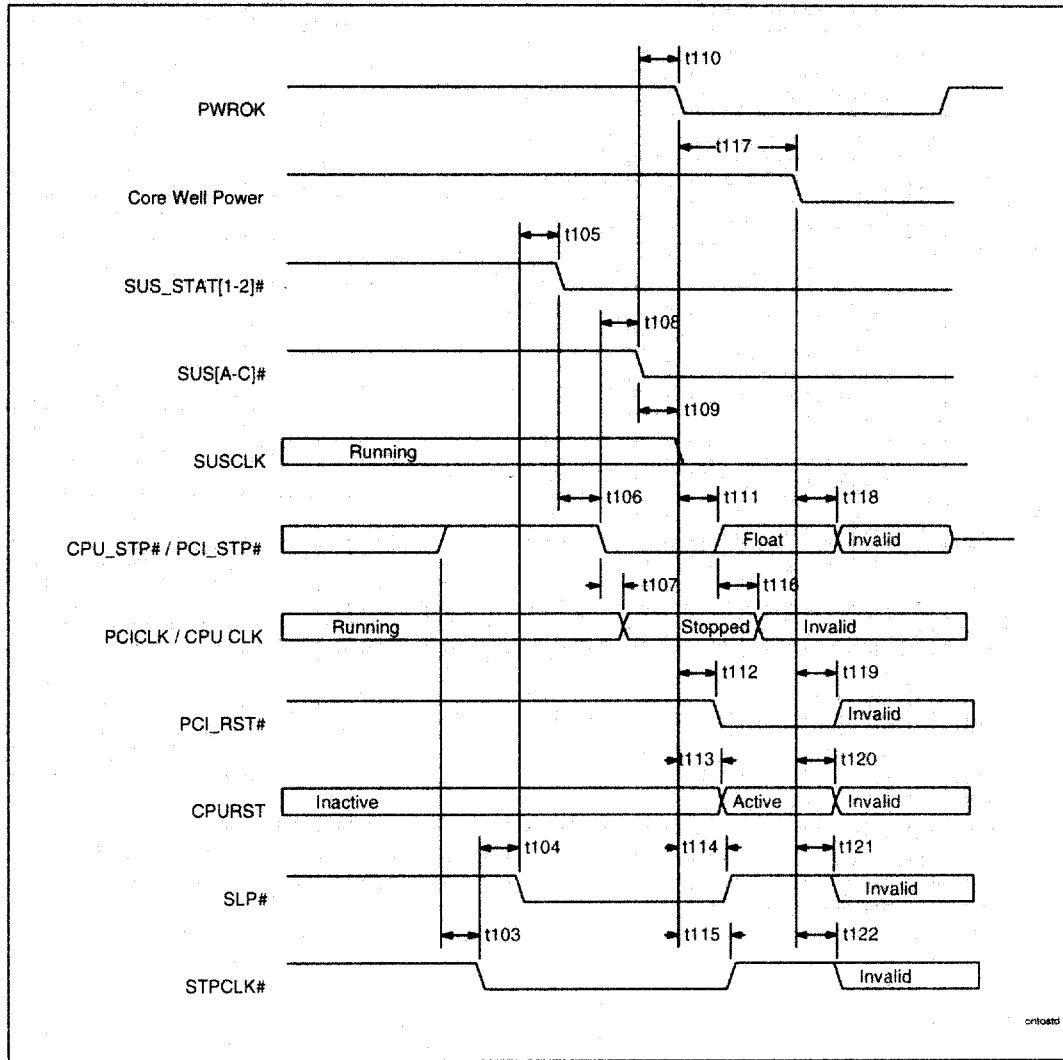 t110
PWROK
t117
Core Well Power
t105
SUS_STAT[1-2]#
t108
SUS[A-C]#
t109
SUSCLK
Running
t106
t111
t118
CPU_STP# / PCI_STP#
Float
Invalid
t107
t116
PCICLK / CPU CLK
Running
Stopped
Invalid
t112
t119
PCI_RST#
Invalid
t113
t120
CPURST
Inactive
Active
Invalid
t104
t114
t121
SLP#
Invalid
t103
t115
t122
STPCLK#
Invalid